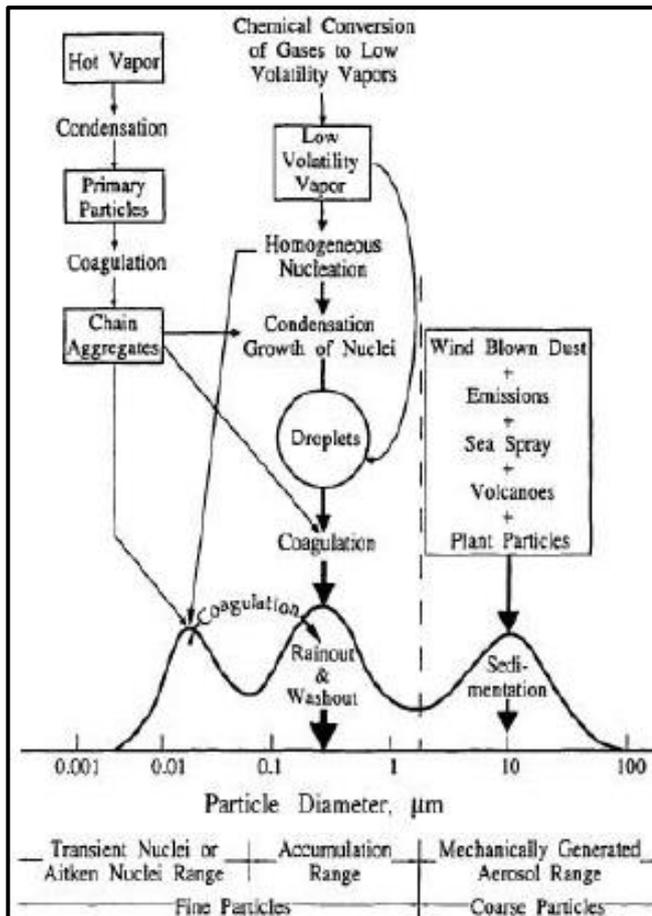 Hot Vapor
Condensation
Primary
Particles
Coagulation
Chain
Aggregates
Chemical Conversion
of Gases to Low
Volatility Vapors
Low
Volatility
Vapor
Homogeneous
Nucleation
Condensation
Growth of Nuclei
Droplets
Coagulation
Wind Blown Dust
+
Emissions
+
Sea Spray
+
Volcanoes
+
Plant Particles
Coagulation
Rainout
&
Washout
Sedi-
mentation
0.001 0.01 0.1 1 10 100
Particle Diameter, μm
Transient Nuclei or
Aitken Nuclei Range
Accumulation
Range
Mechanically Generated
Aerosol Range
Fine Particles
Coarse Particles